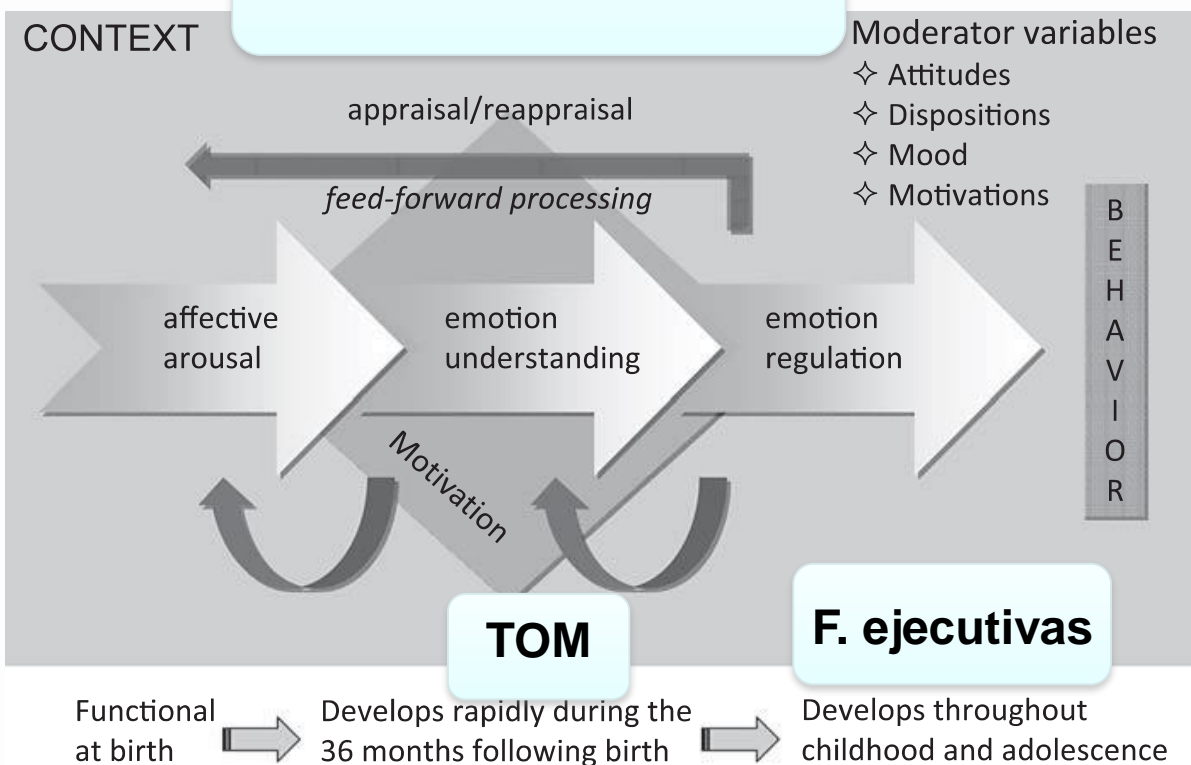 CONTEXT
Moderator variables
✧ Attitudes
✧ Dispositions
✧ Mood
✧ Motivations
appraisal/reappraisal
feed-forward processing
affective
arousal
emotion
understanding
emotion
regulation
B
E
H
A
V
I
O
R
Motivation
TOM
F. ejecutivas
Functional
at birth
Develops rapidly during the
36 months following birth
Develops throughout
childhood and adolescence